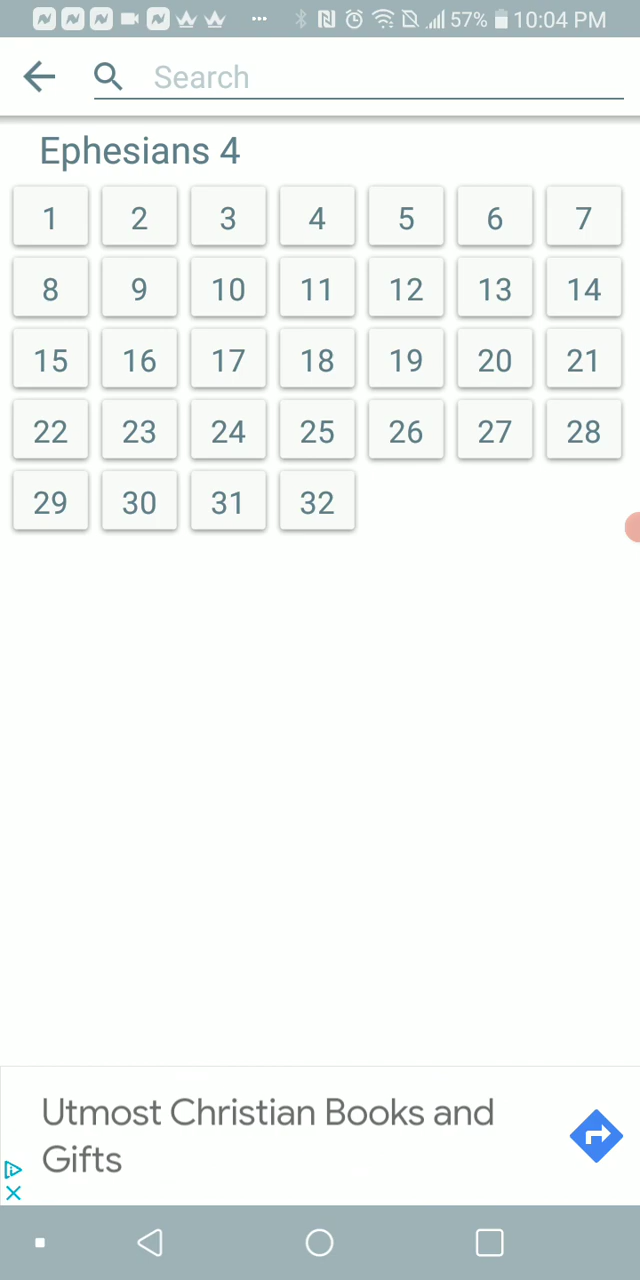 57% 10:04 PM
Search
Ephesians 4
1 2 3 4 5 6 7
8 9 10 11 12 13 14
15 16 17 18 19 20 21
22 23 24 25 26 27 28
29 30 31 32
Utmost Christian Books and
Gifts